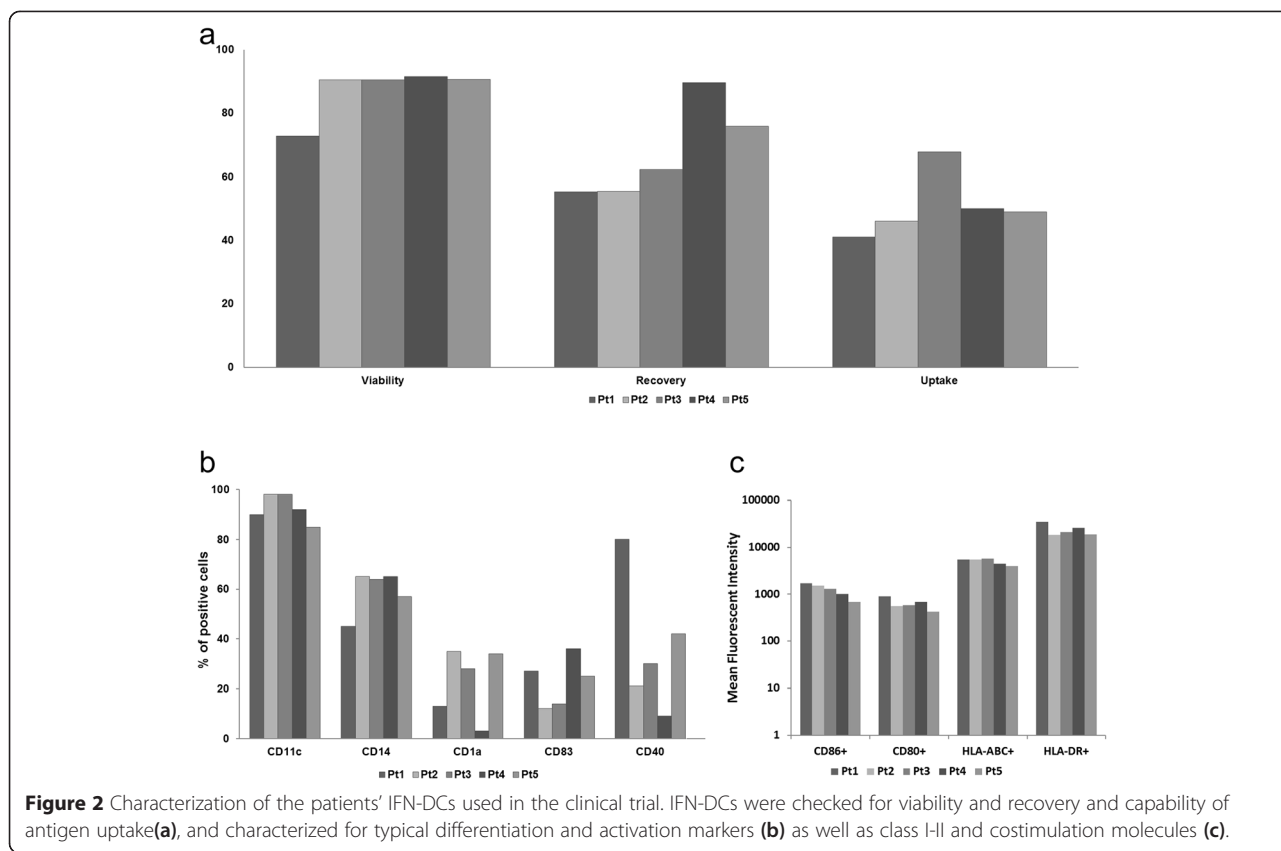 a
100
80
60
40
20
0
Viability Recovery Uptake
Pt1 Pt2 Pt3 Pt4 Pt5
b
% of positive cells
100
80
60
40
20
0
CD11c CD14 CD1a CD83 CD40
Pt1 Pt2 Pt3 Pt4 Pt5
c
Mean Fluorescent Intensity
100000
10000
1000
100
10
1
CD86+ CD80+ HLA-ABC+ HLA-DR+
Pt1 Pt2 Pt3 Pt4 Pt5
Figure 2 Characterization of the patients' IFN-DCs used in the clinical trial. IFN-DCs were checked for viability and recovery and capability of
antigen uptake(a), and characterized for typical differentiation and activation markers (b) as well as class I-II and costimulation molecules (c).